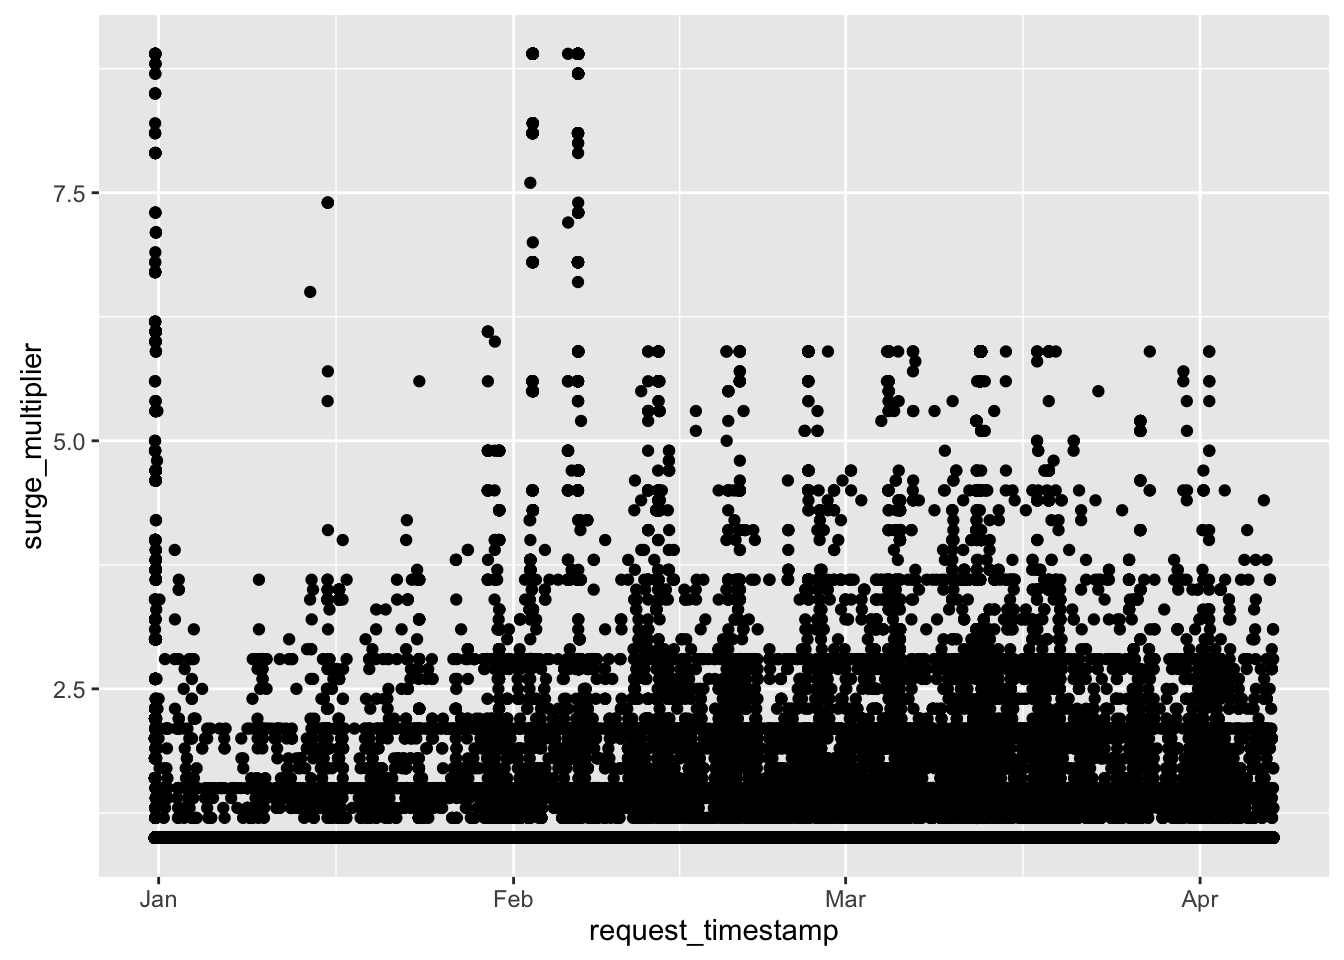 7.5
5.0
2.5
surge_multiplier
Jan Feb Mar Apr
request_timestamp